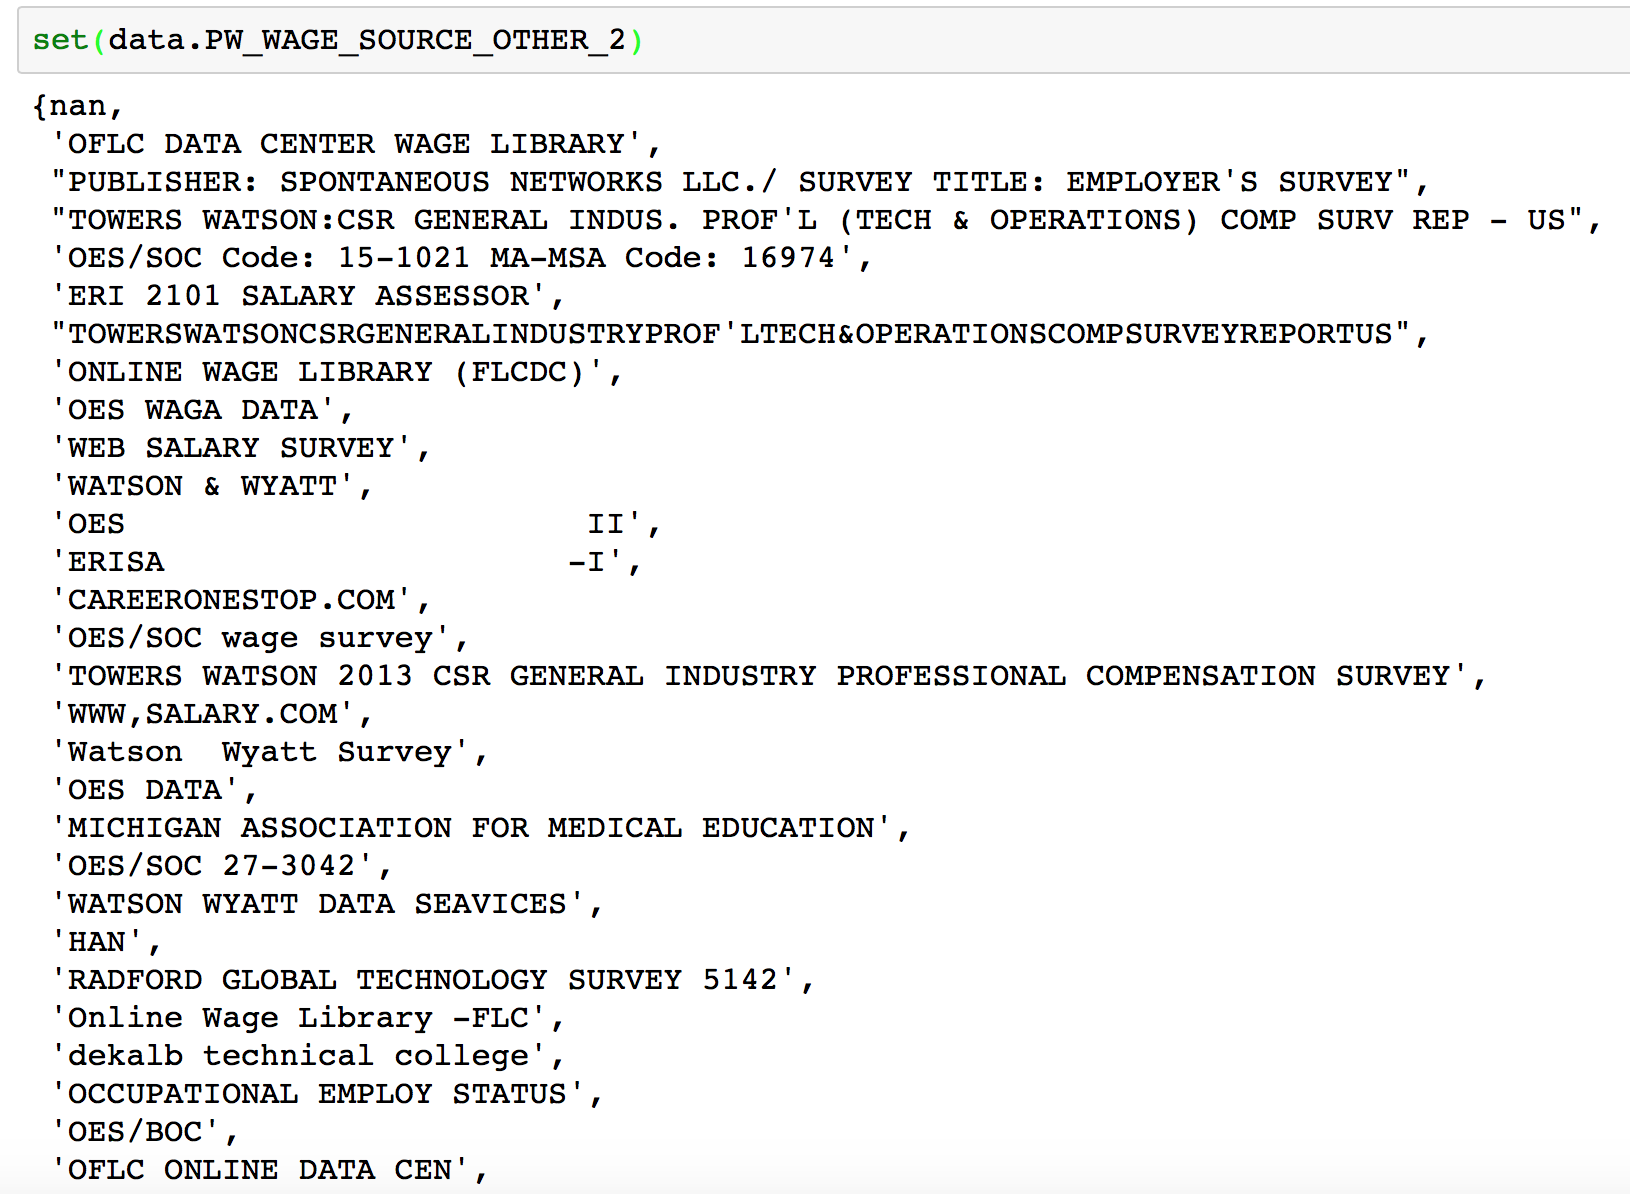 set(data.PW_WAGE_SOURCE_OTHER_2)
{nan,
'OFLC DATA CENTER WAGE LIBRARY',
"PUBLISHER: SPONTANEOUS NETWORKS LLC./ SURVEY TITLE: EMPLOYER'S SURVEY",
"TOWERS WATSON:CSR GENERAL INDUS. PROF'L (TECH & OPERATIONS) COMP SURV REP - US",
'OES/SOC Code: 15-1021 MA-MSA Code: 16974',
'ERI 2101 SALARY ASSESSOR',
"TOWERSWATSONCSRGENERALINDUSTRYPROF'LTECH&OPERATIONSCOMPSURVEYREPORTUS",
'ONLINE WAGE LIBRARY (FLCDC)',
'OES WAGA DATA',
'WEB SALARY SURVEY',
'WATSON & WYATT',
'OES                        II',
'ERISA                     -I',
'CAREERONESTOP.COM',
'OES/SOC wage survey',
'TOWERS WATSON 2013 CSR GENERAL INDUSTRY PROFESSIONAL COMPENSATION SURVEY',
'WWW,SALARY.COM',
'Watson  Wyatt Survey',
'OES DATA',
'MICHIGAN ASSOCIATION FOR MEDICAL EDUCATION',
'OES/SOC 27-3042',
'WATSON WYATT DATA SEAVICES',
'HAN',
'RADFORD GLOBAL TECHNOLOGY SURVEY 5142',
'Online Wage Library -FLC',
'dekalb technical college',
'OCCUPATIONAL EMPLOY STATUS',
'OES/BOC',
'OFLC ONLINE DATA CEN',